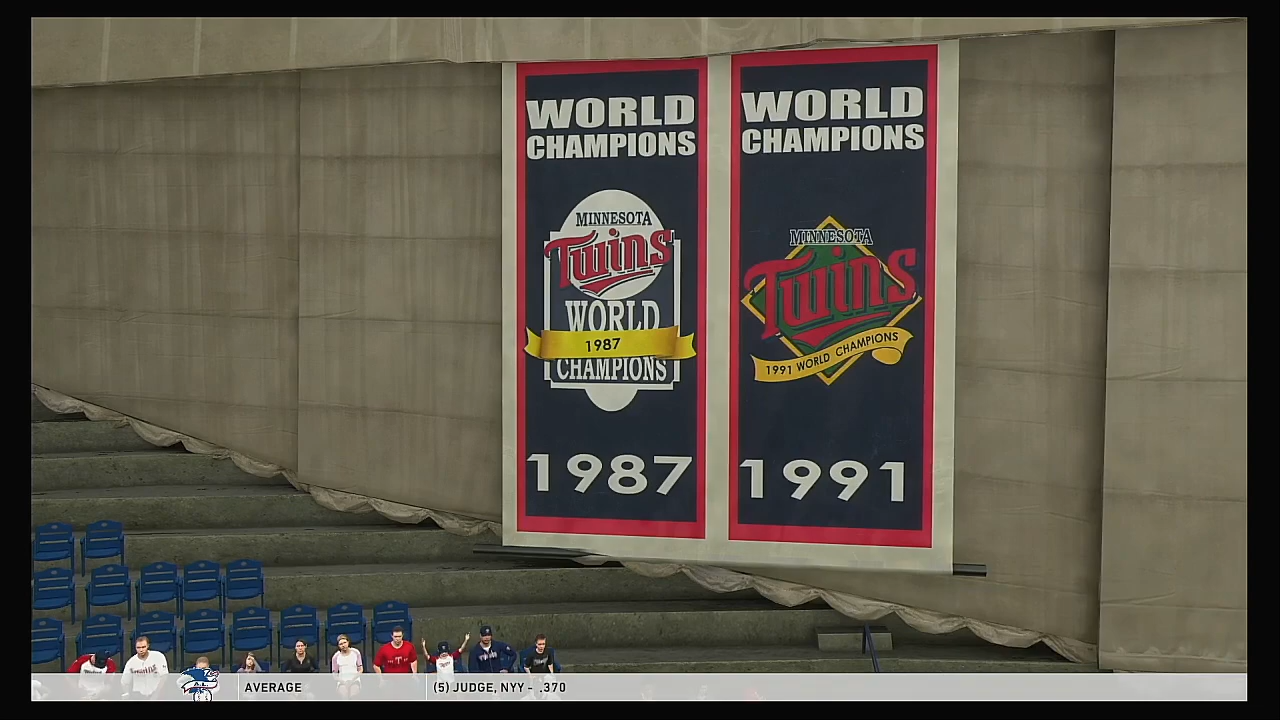 WORLD
CHAMPIONS
MINNESOTA
Twins
WORLD
1987
CHAMPIONS
1987
WORLD
CHAMPIONS
MINNESOTA
Twins
1991 WORLD CHAMPIONS
1991
AVERAGE
(5) JUDGE, NYY - .370